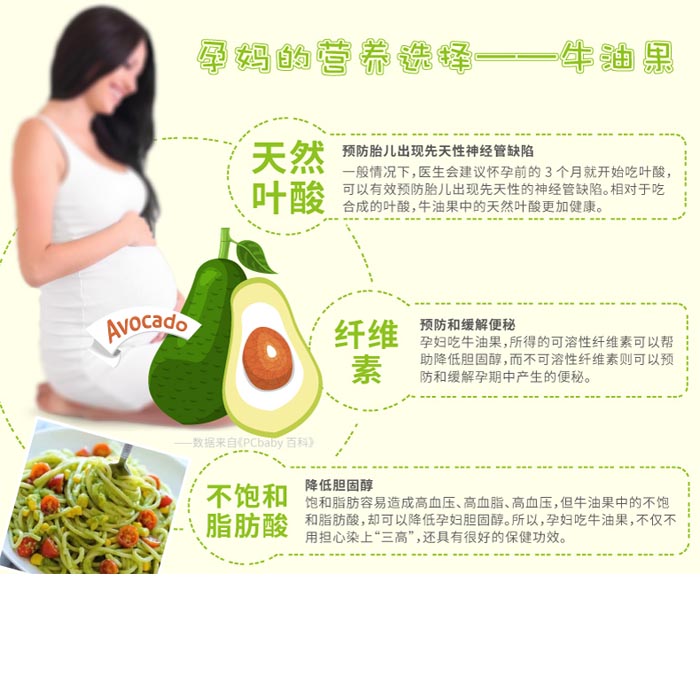 孕妈的营养选择——牛油果
天然
叶酸
预防胎儿出现先天性神经管缺陷
一般情况下,医生会建议怀孕前的 3 个月就开始吃叶酸,
可以有效预防胎儿出现先天性的神经管缺陷。相对于吃
合成的叶酸,牛油果中的天然叶酸更加健康。
Avocado
纤维
素
预防和缓解便秘
孕妇吃牛油果,所得的可溶性纤维素可以帮
助降低胆固醇,而不可溶性纤维素则可以预
防和缓解孕期中产生的便秘。
——数据来自《PCbaby 百科》
不饱和
脂肪酸
降低胆固醇
饱和脂肪容易造成高血压、高血脂、高血压,但牛油果中的不饱
和脂肪酸,却可以降低孕妇胆固醇。所以,孕妇吃牛油果,不仅不
用担心染上“三高”,还具有很好的保健功效。